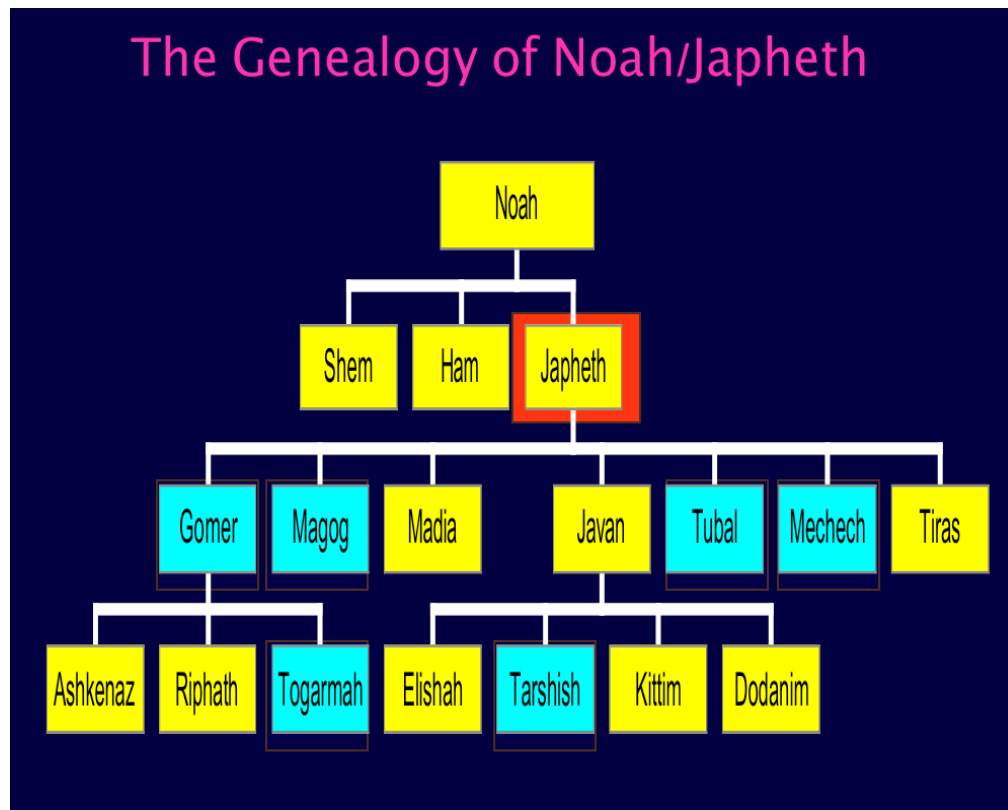 The Genealogy of Noah/Japheth
Noah
Shem
Ham
Japheth
Gomer
Magog
Madia
Javan
Tubal
Mechech
Tiras
Ashkenaz
Riphath
Togarmah
Elishah
Tarshish
Kittim
Dodanim